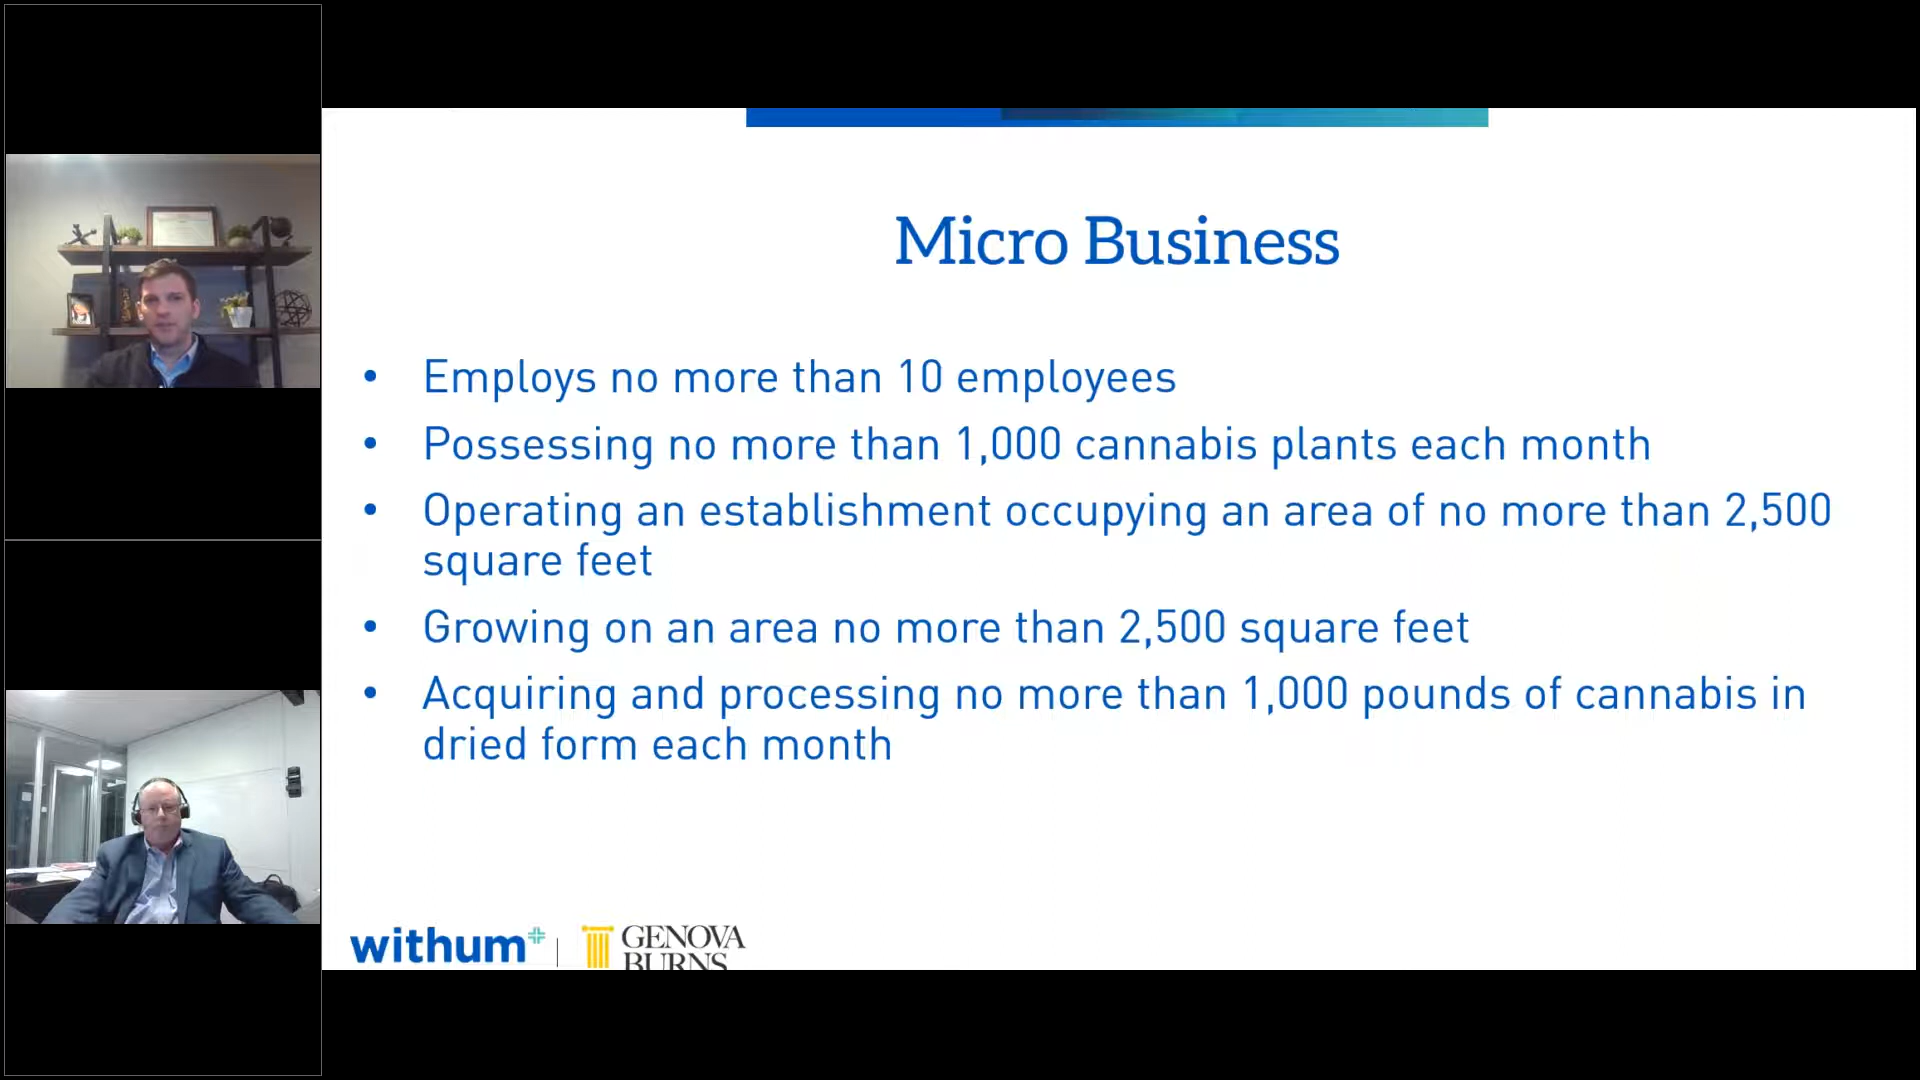 Micro Business
• Employs no more than 10 employees
• Possessing no more than 1,000 cannabis plants each month
• Operating an establishment occupying an area of no more than 2,500
square feet
• Growing on an area no more than 2,500 square feet
• Acquiring and processing no more than 1,000 pounds of cannabis in
dried form each month
withum+
GENOVA
BURNS